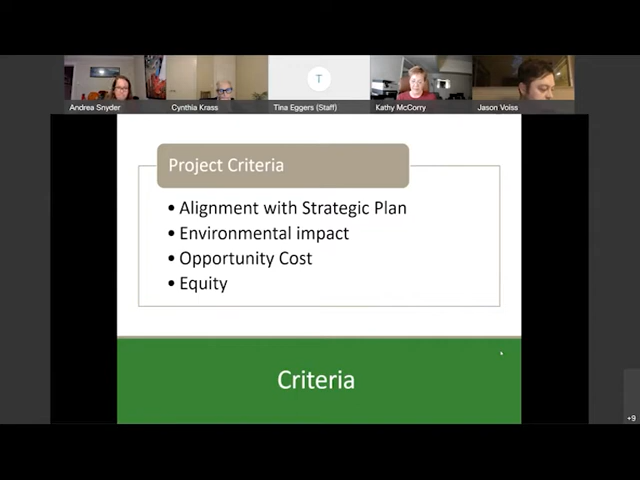 T
Andrea Snyder
Cynthia Krass
Tina Eggers (Staff)
Kathy McCorry
Jason Voiss
Project Criteria
• Alignment with Strategic Plan
• Environmental impact
• Opportunity Cost
• Equity
Criteria
+9